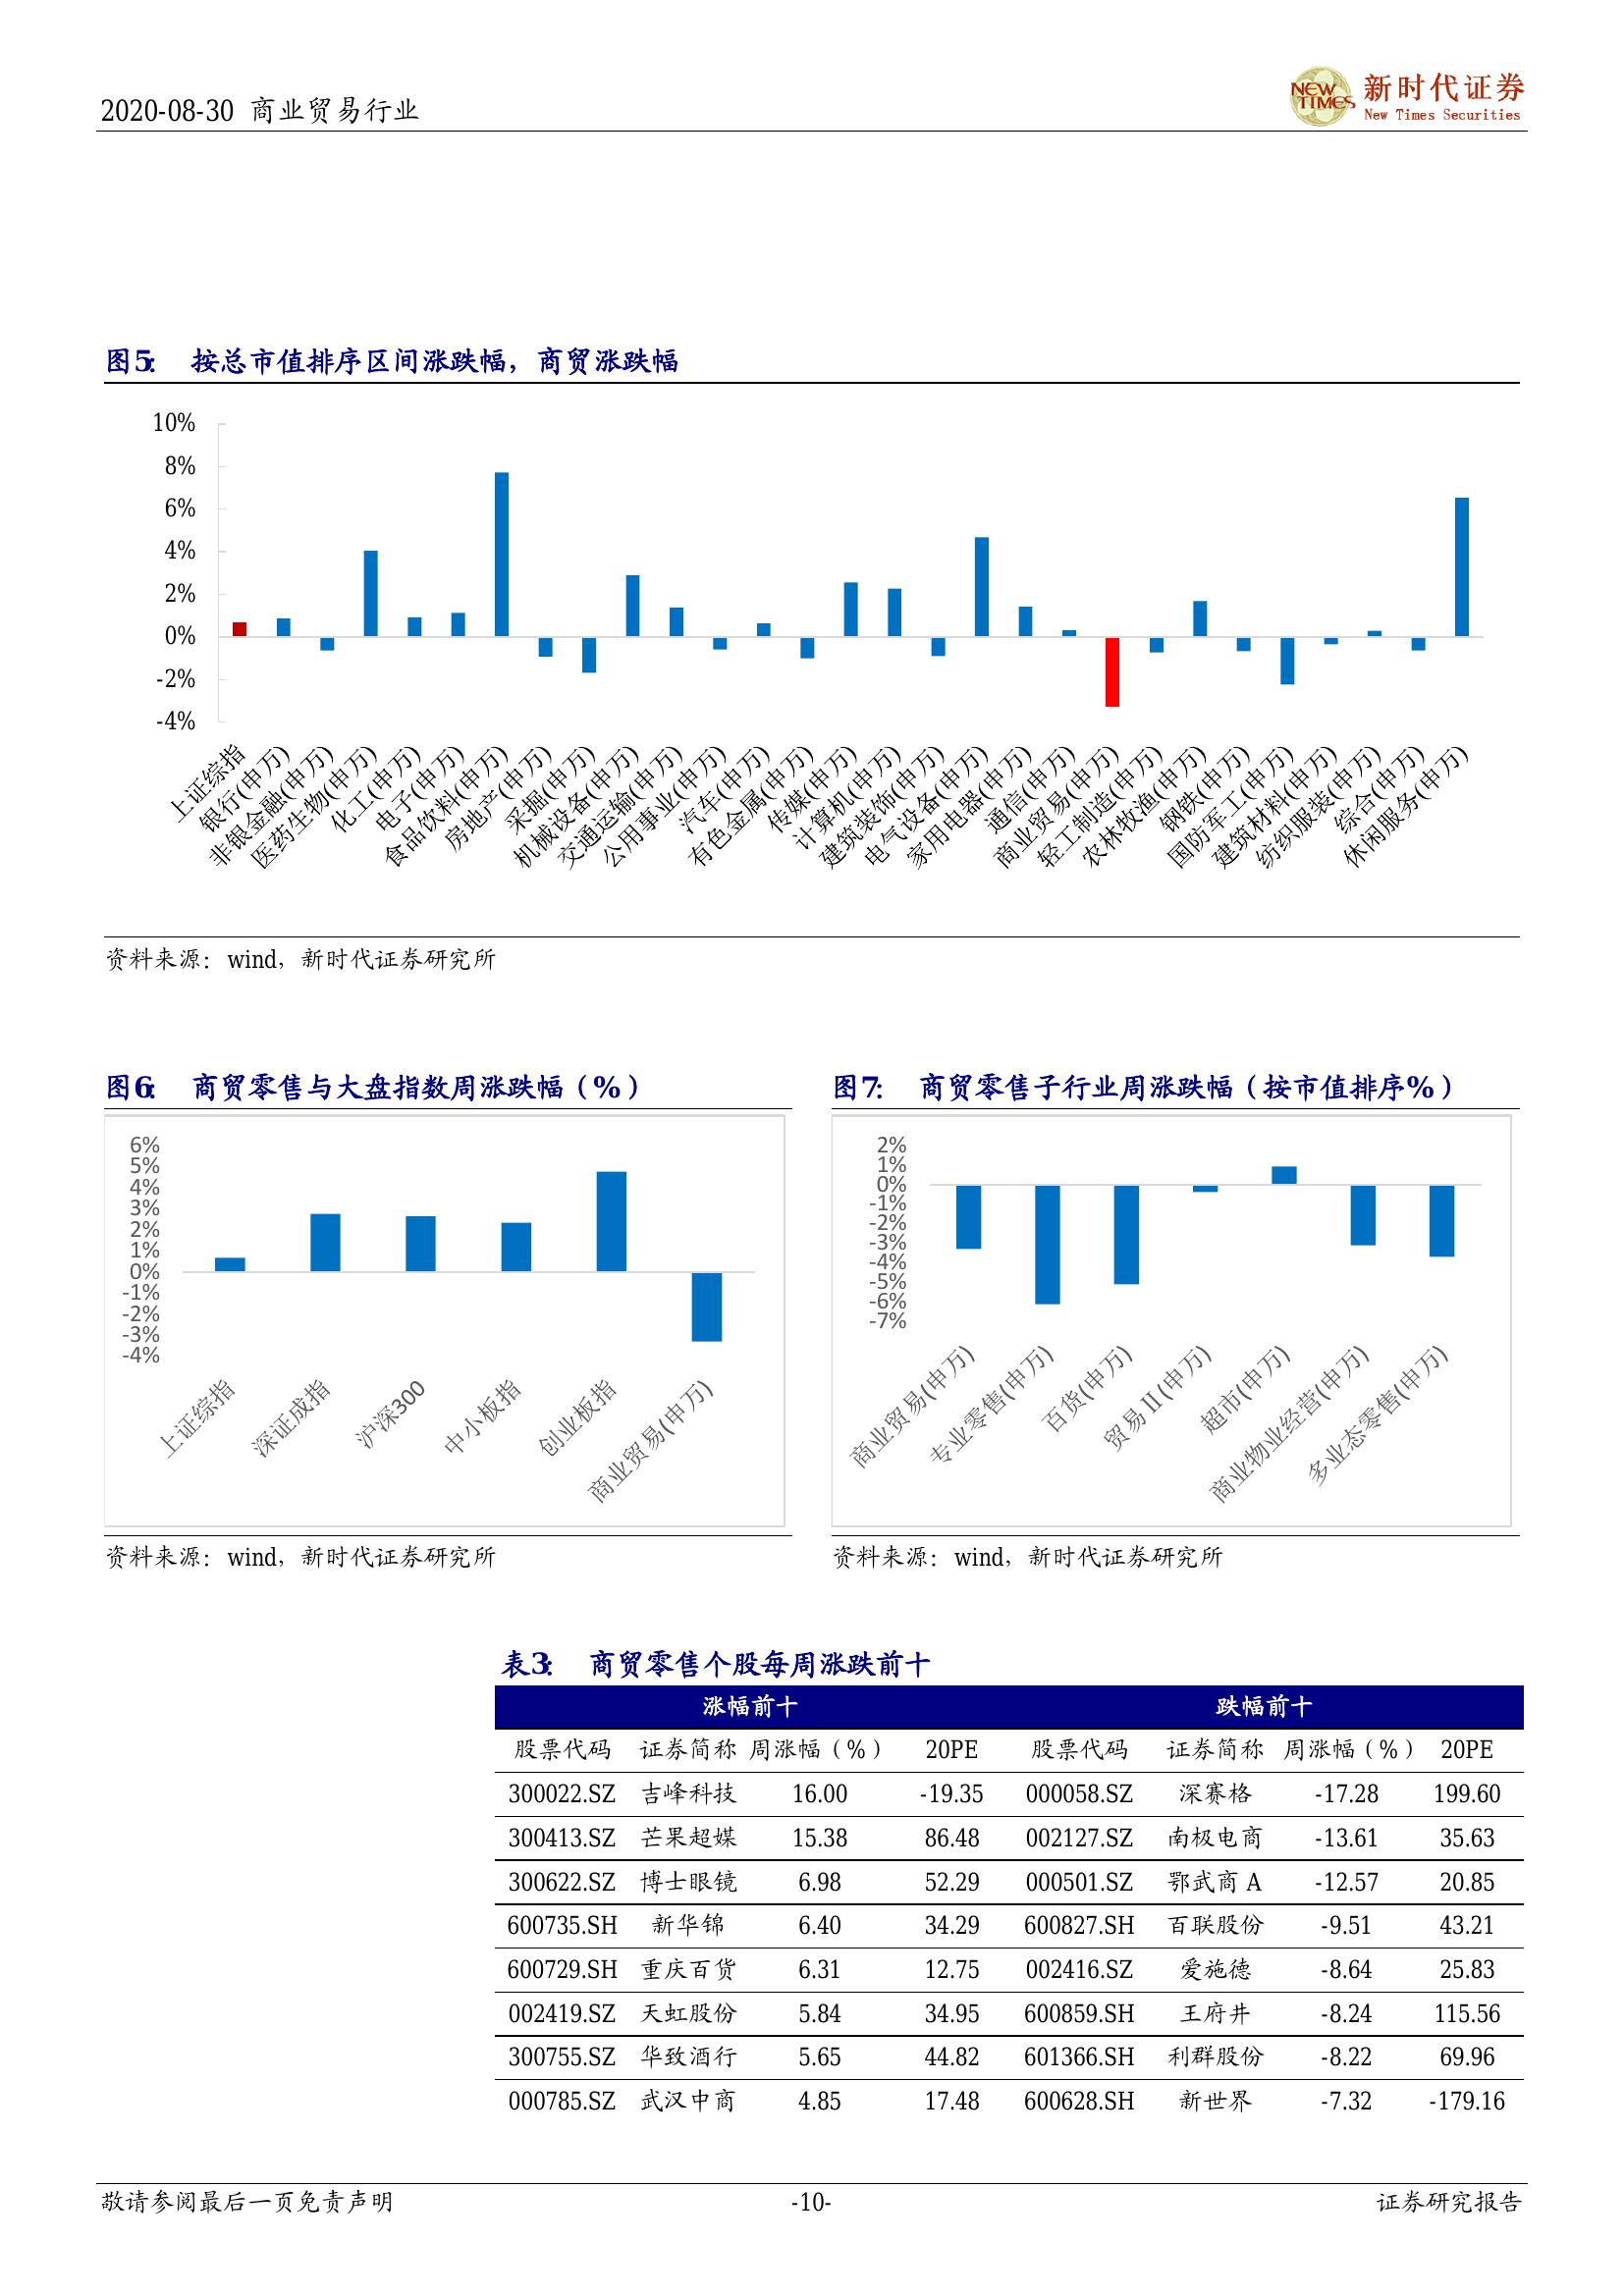 2020-08-30 商业贸易行业
NEW TIMES 新时代证券
New Times Securities
图5: 按总市值排序区间涨跌幅，商贸涨跌幅
10%
8%
6%
4%
2%
0%
-2%
-4%
上证综指
银行(申万)
非银金融(申万)
医药生物(申万)
化工(申万)
电子(申万)
食品饮料(申万)
房地产(申万)
采掘(申万)
机械设备(申万)
交通运输(申万)
公用事业(申万)
汽车(申万)
有色金属(申万)
传媒(申万)
计算机(申万)
建筑装饰(申万)
电气设备(申万)
家用电器(申万)
通信(申万)
商业贸易(申万)
轻工制造(申万)
农林牧渔(申万)
钢铁(申万)
国防军工(申万)
建筑材料(申万)
纺织服装(申万)
综合(申万)
休闲服务(申万)
资料来源：wind，新时代证券研究所
图6: 商贸零售与大盘指数周涨跌幅（%）
6%
5%
4%
3%
2%
1%
0%
-1%
-2%
-3%
-4%
上证综指
深证成指
沪深300
中小板指
创业板指
商业贸易(申万)
资料来源：wind，新时代证券研究所
图7: 商贸零售子行业周涨跌幅（按市值排序%）
2%
1%
0%
-1%
-2%
-3%
-4%
-5%
-6%
-7%
商业贸易(申万)
专业零售(申万)
百货(申万)
贸易Ⅱ(申万)
超市(申万)
商业物业经营(申万)
多业态零售(申万)
资料来源：wind，新时代证券研究所
表3: 商贸零售个股每周涨跌前十
涨幅前十 跌幅前十
股票代码 证券简称 周涨幅（%） 20PE 股票代码 证券简称 周涨幅（%） 20PE
300022.SZ 吉峰科技 16.00 -19.35 000058.SZ 深赛格 -17.28 199.60
300413.SZ 芒果超媒 15.38 86.48 002127.SZ 南极电商 -13.61 35.63
300622.SZ 博士眼镜 6.98 52.29 000501.SZ 鄂武商A -12.57 20.85
600735.SH 新华锦 6.40 34.29 600827.SH 百联股份 -9.51 43.21
600729.SH 重庆百货 6.31 12.75 002416.SZ 爱施德 -8.64 25.83
002419.SZ 天虹股份 5.84 34.95 600859.SH 王府井 -8.24 115.56
300755.SZ 华致酒行 5.65 44.82 601366.SH 利群股份 -8.22 69.96
000785.SZ 武汉中商 4.85 17.48 600628.SH 新世界 -7.32 -179.16
敬请参阅最后一页免责声明 -10- 证券研究报告